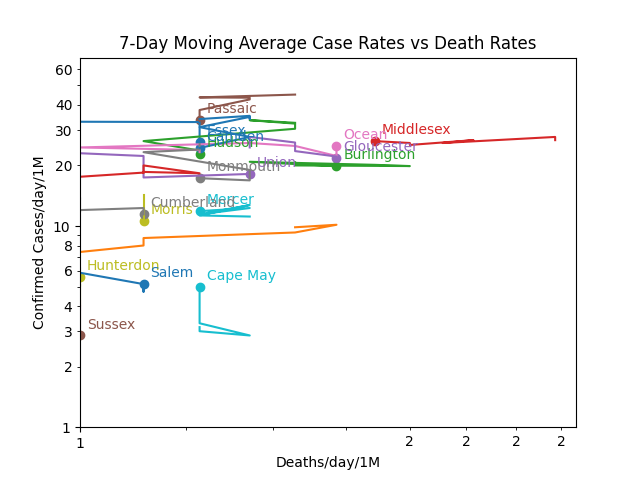 7-Day Moving Average Case Rates vs Death Rates
60
40
30
20
10
8
6
4
3
2
1
Confirmed Cases/day/1M
Passaic
Essex
Camden
Hudson
Middlesex
Ocean
Gloucester
Burlington
Union
Monmouth
Mercer
Cumberland
Morris
Hunterdon
Salem
Cape May
Sussex
1
2
2
2
2
Deaths/day/1M